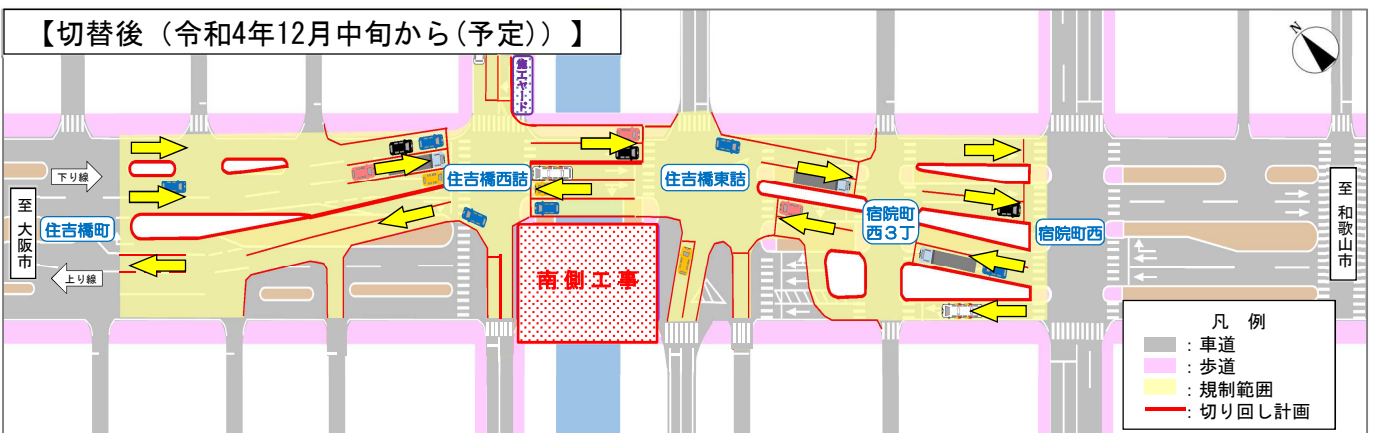 【切替後（令和4年12月中旬から(予定)）】
N
施工ヤード
下り線
住吉橋西詰
住吉橋東詰
至 大阪市
住吉橋町
宿院町
西3丁
宿院町西
至 和歌山市
上り線
南側工事
凡 例
：車道
：歩道
：規制範囲
：切り回し計画